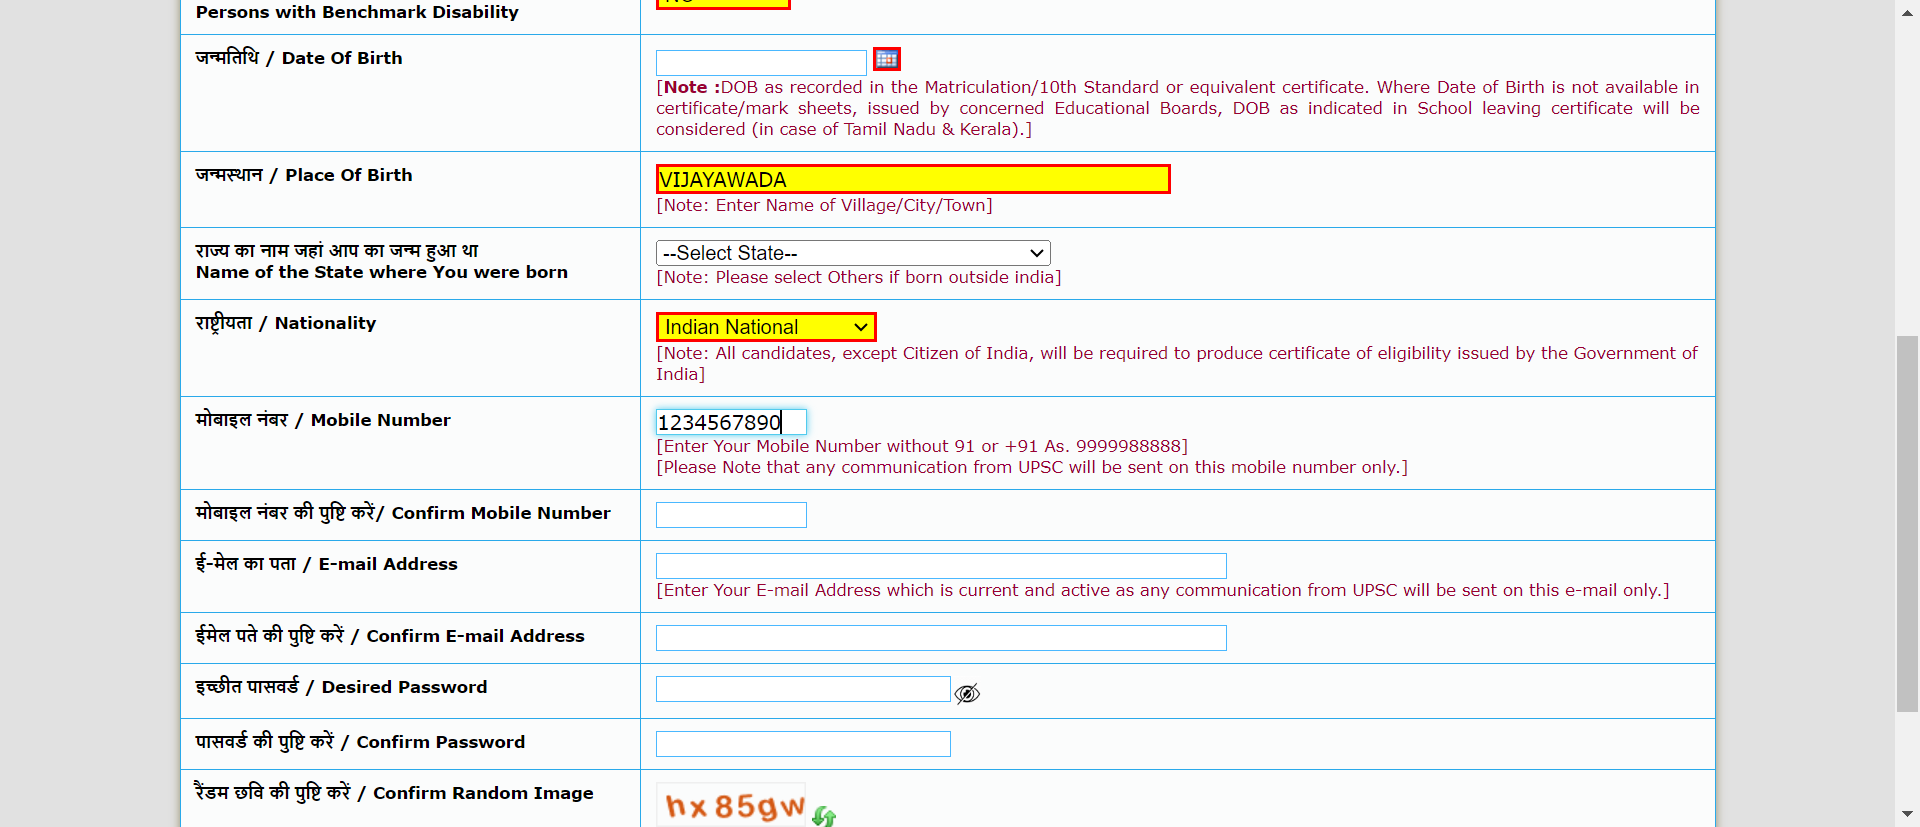 Persons with Benchmark Disability
जन्मतिथि / Date Of Birth
[Note :DOB as recorded in the Matriculation/10th Standard or equivalent certificate. Where Date of Birth is not available in
certificate/mark sheets, issued by concerned Educational Boards, DOB as indicated in School leaving certificate will be
considered (in case of Tamil Nadu & Kerala).]
जन्मस्थान / Place Of Birth
VIJAYAWADA
[Note: Enter Name of Village/City/Town]
राज्य का नाम जहां आप का जन्म हुआ था
Name of the State where You were born
--Select State--
[Note: Please select Others if born outside india]
राष्ट्रीयता / Nationality
Indian National
[Note: All candidates, except Citizen of India, will be required to produce certificate of eligibility issued by the Government of
India]
मोबाइल नंबर / Mobile Number
1234567890
[Enter Your Mobile Number without 91 or +91 As. 9999988888]
[Please Note that any communication from UPSC will be sent on this mobile number only.]
मोबाइल नंबर की पुष्टि करें/ Confirm Mobile Number
ई-मेल का पता / E-mail Address
[Enter Your E-mail Address which is current and active as any communication from UPSC will be sent on this e-mail only.]
ईमेल पते की पुष्टि करें / Confirm E-mail Address
इच्छीत पासवर्ड / Desired Password
पासवर्ड की पुष्टि करें / Confirm Password
रैंडम छवि की पुष्टि करें / Confirm Random Image
hx85gw